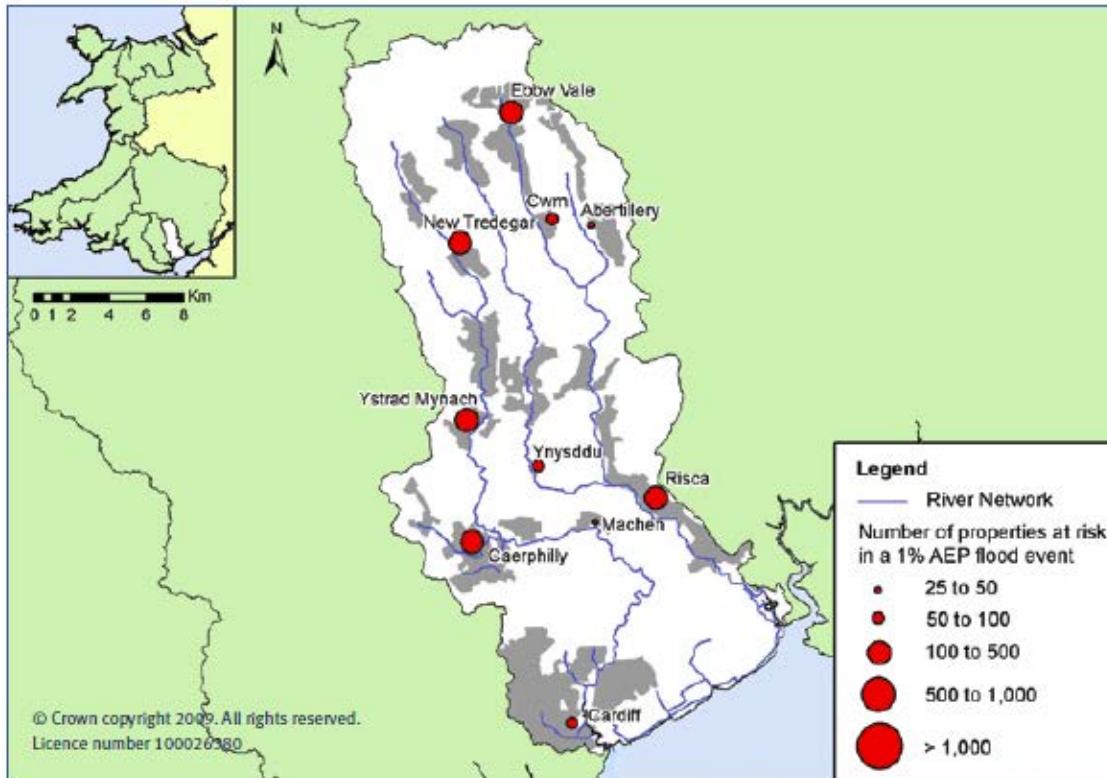 N
Ebbw Vale
Cwm
Abertillery
New Tredegar
Km
0 1 2 4 6 8
Ystrad Mynach
Ynysddu
Risca
Machen
Caerphilly
Cardiff
Legend
River Network
Number of properties at risk
in a 1% AEP flood event
25 to 50
50 to 100
100 to 500
500 to 1,000
> 1,000
© Crown copyright 2009. All rights reserved.
Licence number 100026380